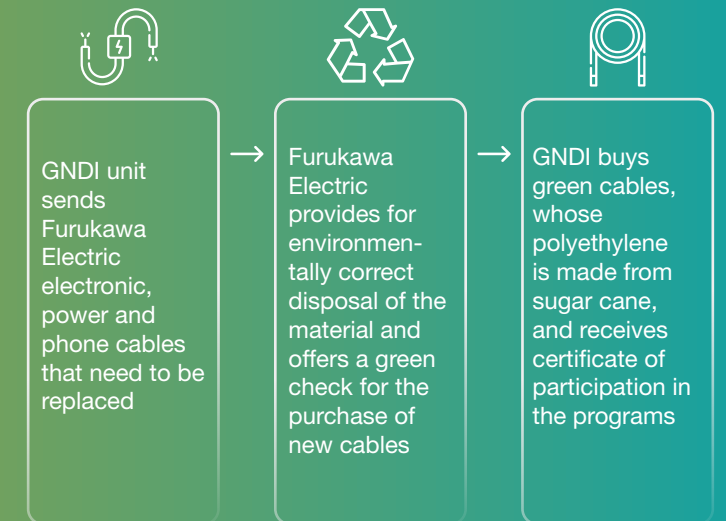 GNDI unit
sends
Furukawa
Electric
electronic,
power and
phone cables
that need to be
replaced
Furukawa
Electric
provides for
environmen-
tally correct
disposal of the
material and
offers a green
check for the
purchase of
new cables
GNDI buys
green cables,
whose
polyethylene
is made from
sugar cane,
and receives
certificate of
participation in
the programs